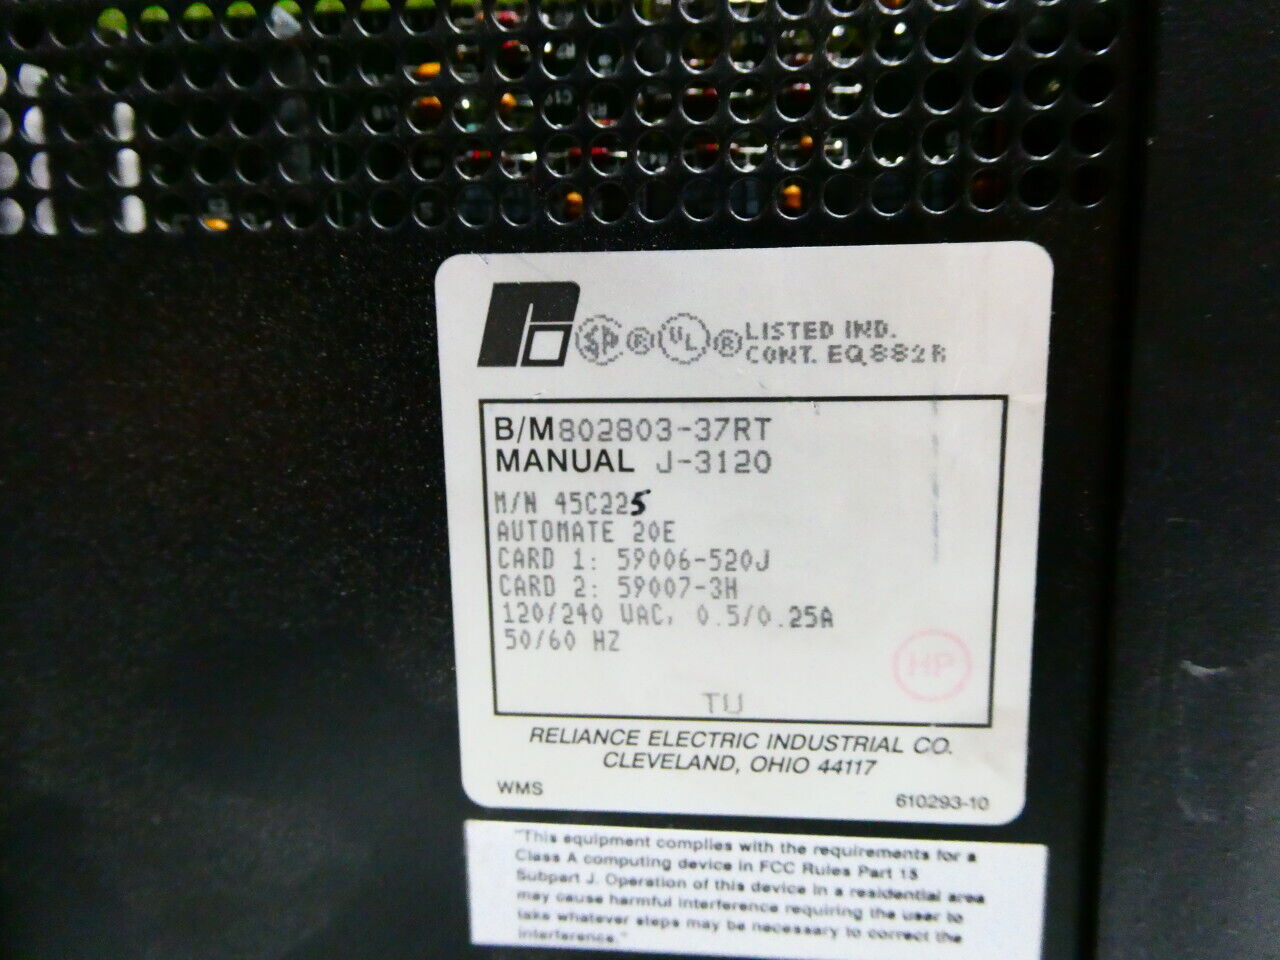 LISTED IND.
CONT. EQ 882R
B/M 802803-37RT
MANUAL J-3120
M/N 45C225
AUTOMATE 20E
CARD 1: 59006-520J
CARD 2: 59007-3H
120/240 VAC, 0.5/0.25A
50/60 HZ
HP
TU
RELIANCE ELECTRIC INDUSTRIAL CO.
CLEVELAND, OHIO 44117
WMS 610293-10
"This equipment complies with the requirements for a
Class A computing device in FCC Rules Part 15
Subpart J. Operation of this device in a residential area
may cause harmful interference requiring the user to
take whatever steps may be necessary to correct the
interference."